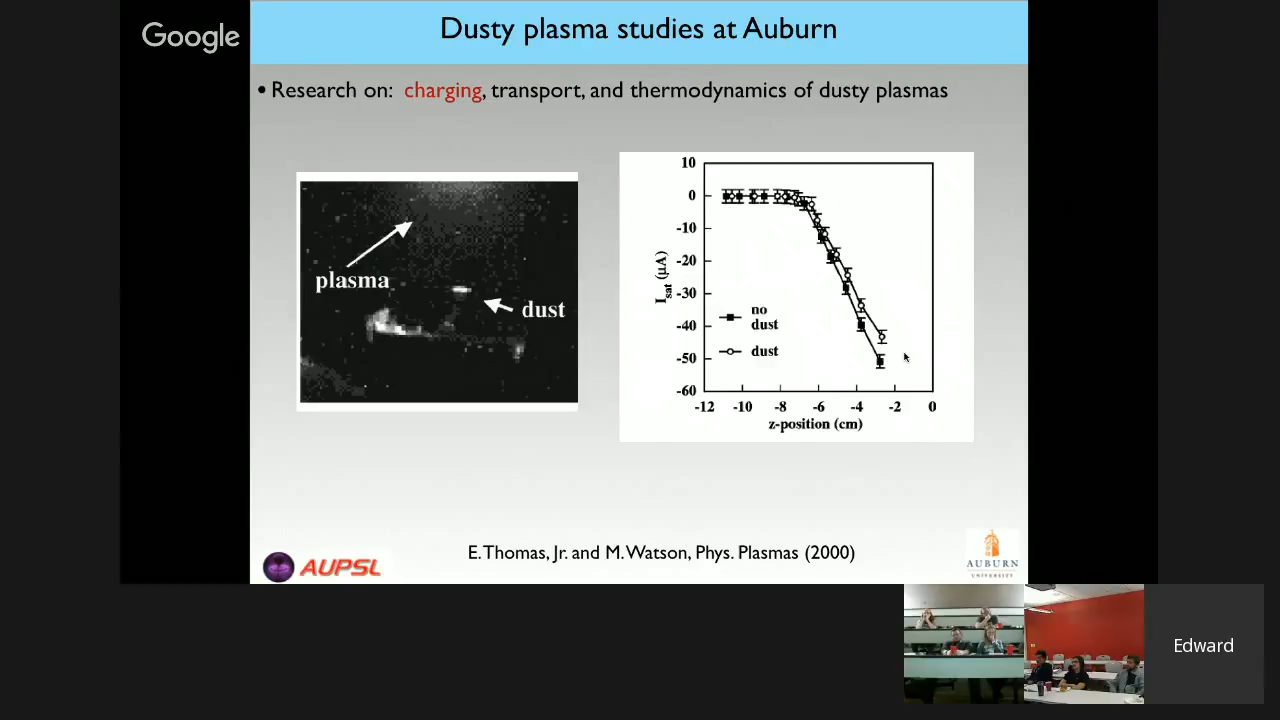 Google
Dusty plasma studies at Auburn
• Research on: charging, transport, and thermodynamics of dusty plasmas
plasma
dust
10
0
-10
-20
-30
-40
-50
-60
Isat (μA)
no
dust
dust
-12 -10 -8 -6 -4 -2 0
z-position (cm)
E. Thomas, Jr. and M. Watson, Phys. Plasmas (2000)
AUPSL
AUBURN
UNIVERSITY
Edward